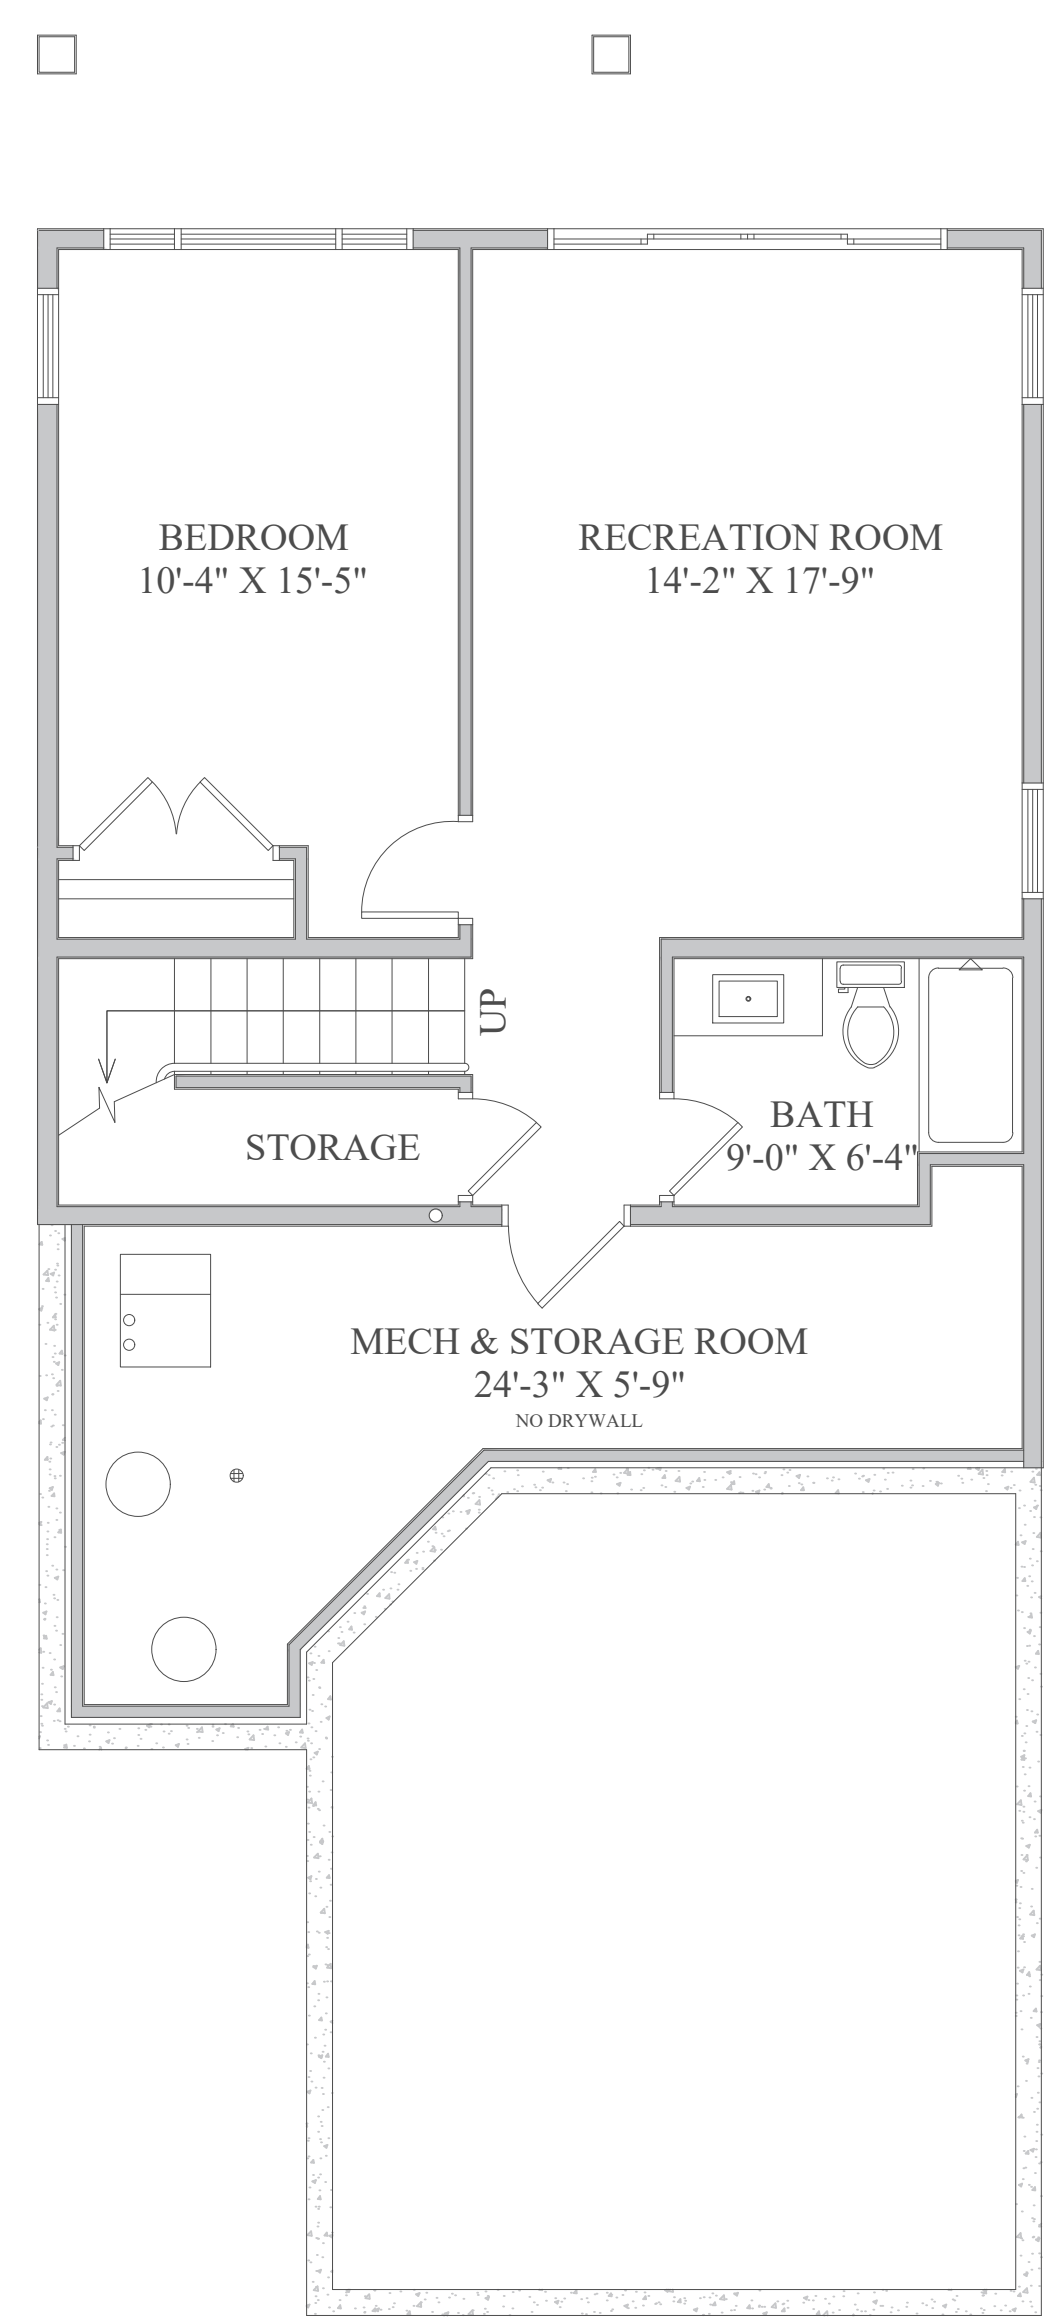 BEDROOM
10'-4" X 15'-5"
RECREATION ROOM
14'-2" X 17'-9"
UP
STORAGE
BATH
9'-0" X 6'-4"
MECH & STORAGE ROOM
24'-3" X 5'-9"
NO DRYWALL